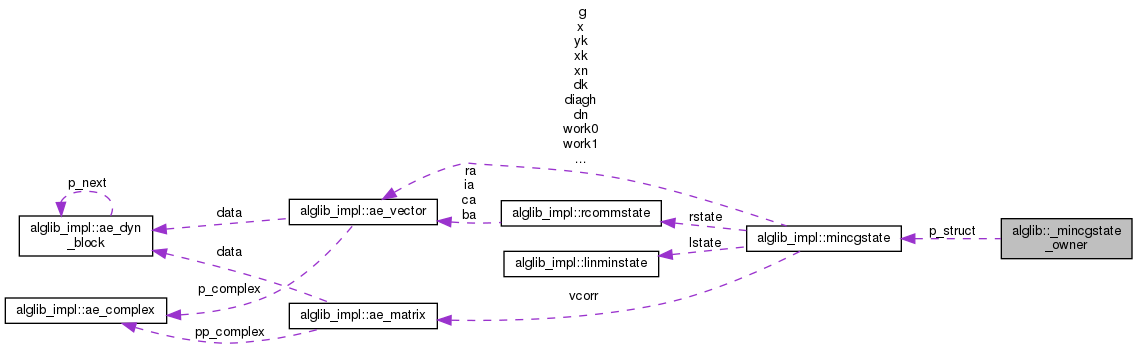 g
x
yk
xk
xn
dk
diagh
dn
work0
work1
...
ra
ia
ca
ba
p_next
alglib_impl::ae_dyn
_block
data
data
alglib_impl::ae_vector
alglib_impl::rcommstate
rstate
lstate
alglib_impl::linminstate
alglib_impl::mincgstate
p_struct
alglib::_mincgstate
_owner
p_complex
alglib_impl::ae_complex
pp_complex
alglib_impl::ae_matrix
vcorr